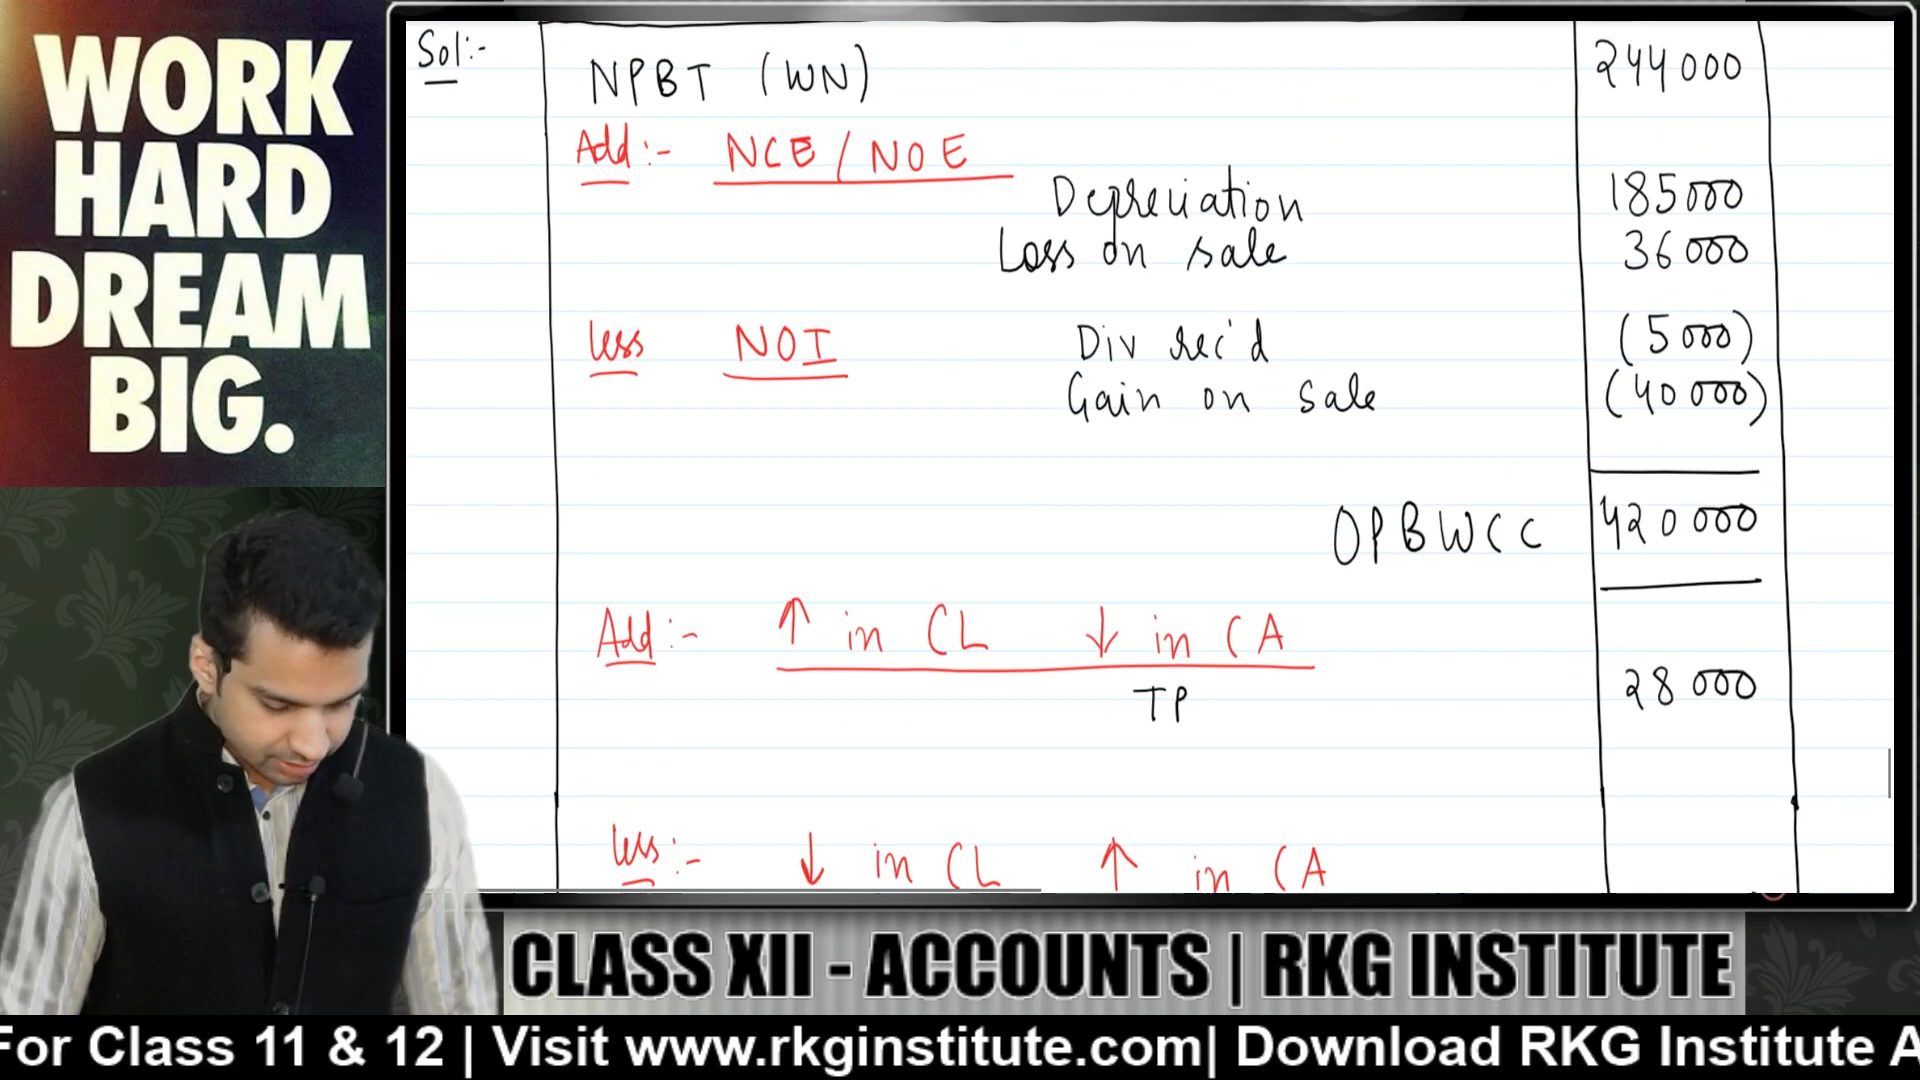 WORK
HARD
DREAM
BIG.
Sol:-
NPBT (WN) 244000
Add:- NCE/NOE
Depreciation 185000
Loss on sale 36000
less NOI Div rec'd (5000)
Gain on sale (40000)
OPBWCC 420000
Add:- ↑ in CL ↓ in CA
TP 28000
less:- ↓ in CL ↑ in CA
CLASS XII - ACCOUNTS | RKG INSTITUTE
For Class 11 & 12 | Visit www.rkginstitute.com| Download RKG Institute A